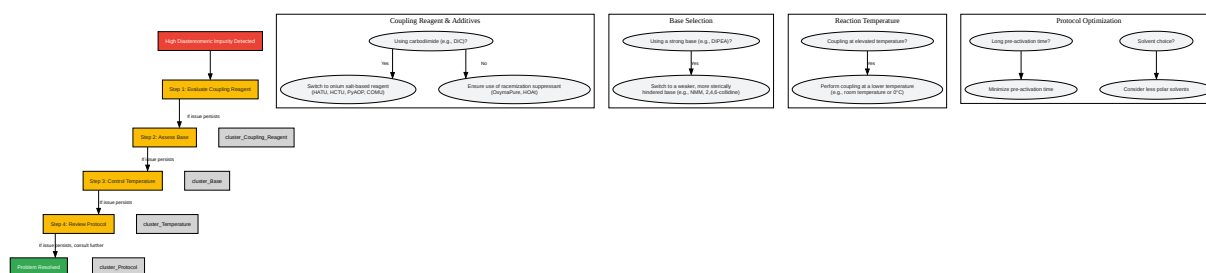 High Diastereomeric Impurity Detected
Step 1: Evaluate Coupling Reagent
If issue persists
Step 2: Assess Base
cluster_Coupling_Reagent
If issue persists
Step 3: Control Temperature
cluster_Base
If issue persists
Step 4: Review Protocol
cluster_Temperature
If issue persists, consult further
Problem Resolved
cluster_Protocol
Coupling Reagent & Additives
Using carbodiimide (e.g., DIC)?
Yes
No
Switch to onium salt-based reagent
(HATU, HCTU, PyAOP, COMU)
Ensure use of racemization suppressant
(OxymaPure, HOAt)
Base Selection
Using a strong base (e.g., DIPEA)?
Yes
Switch to a weaker, more sterically
hindered base (e.g., NMM, 2,4,6-collidine)
Reaction Temperature
Coupling at elevated temperature?
Yes
Perform coupling at a lower temperature
(e.g., room temperature or 0°C)
Protocol Optimization
Long pre-activation time?
Minimize pre-activation time
Solvent choice?
Consider less polar solvents